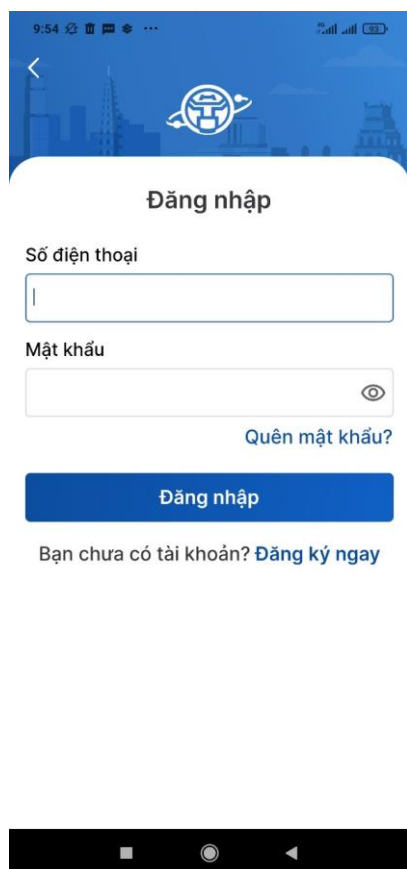 9:54
93
Đăng nhập
Số điện thoại
Mật khẩu
Quên mật khẩu?
Đăng nhập
Bạn chưa có tài khoản? Đăng ký ngay